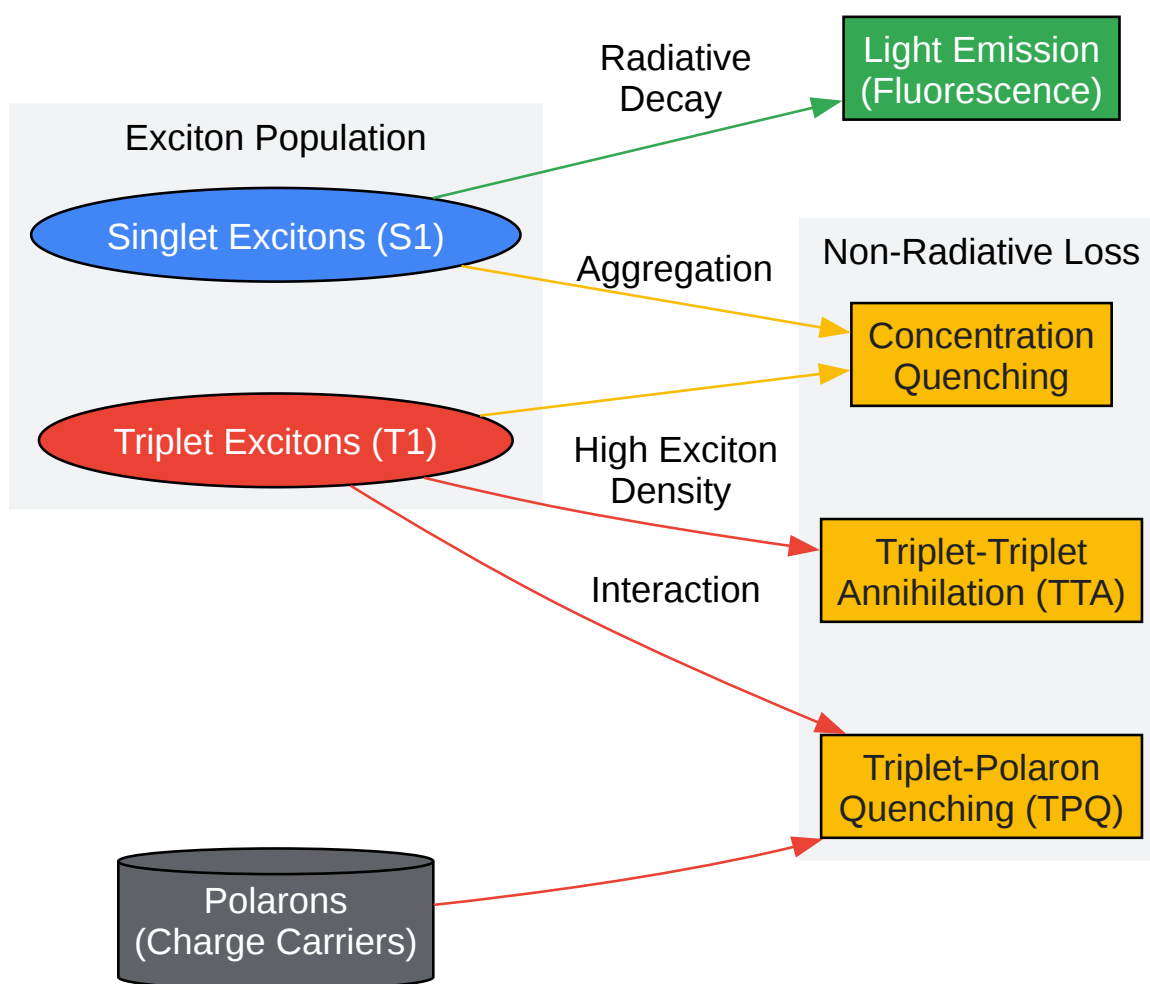 Radiative
Decay
Light Emission
(Fluorescence)
Exciton Population
Singlet Excitons (S1)
Aggregation
Non-Radiative Loss
Concentration
Quenching
Triplet Excitons (T1)
High Exciton
Density
Triplet-Triplet
Annihilation (TTA)
Interaction
Triplet-Polaron
Quenching (TPQ)
Polarons
(Charge Carriers)